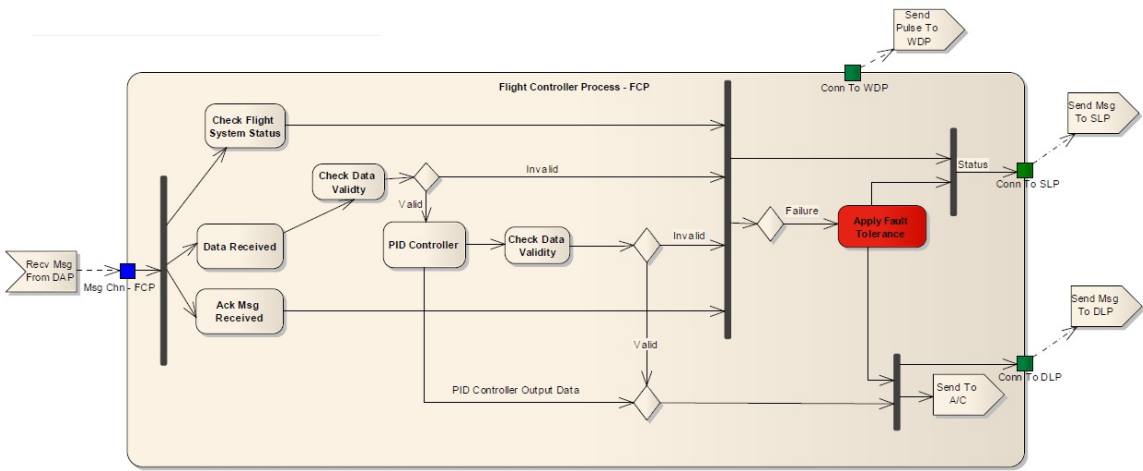 Send
Pulse To
WDP
Flight Controller Process - FCP
Conn To WDP
Send Msg
To SLP
Check Flight
System Status
Check Data
Validty
Invalid
Status
Conn To SLP
Valid
Data Received
PID Controller
Check Data
Validity
Invalid
Failure
Apply Fault
Tolerance
Recv Msg
From DAP
Msg Chn - FCP
Ack Msg
Received
Send Msg
To DLP
Valid
Conn To DLP
PID Controller Output Data
Send To
A/C